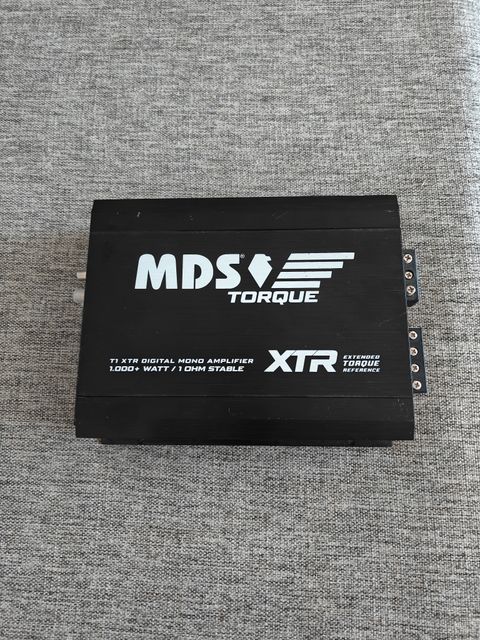 MDS®
TORQUE
T1 XTR DIGITAL MONO AMPLIFIER
1.000+ WATT / 1 OHM STABLE
XTR
EXTENDED
TORQUE
REFERENCE